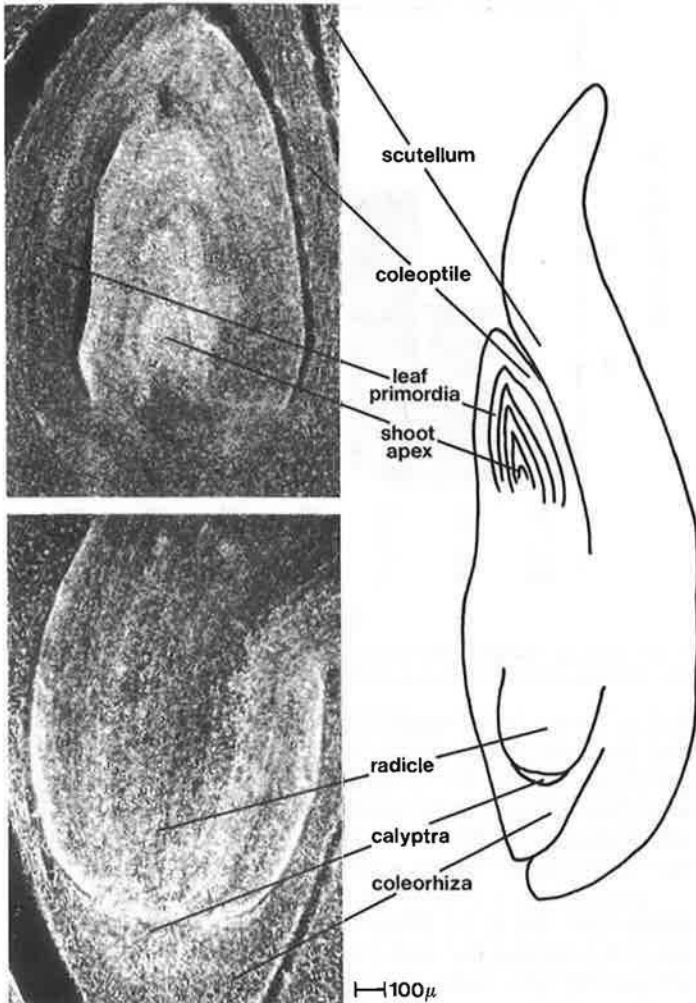 scutellum
coleoptile
leaf
primordia
shoot
apex
radicle
calyptra
coleorhiza
100μ